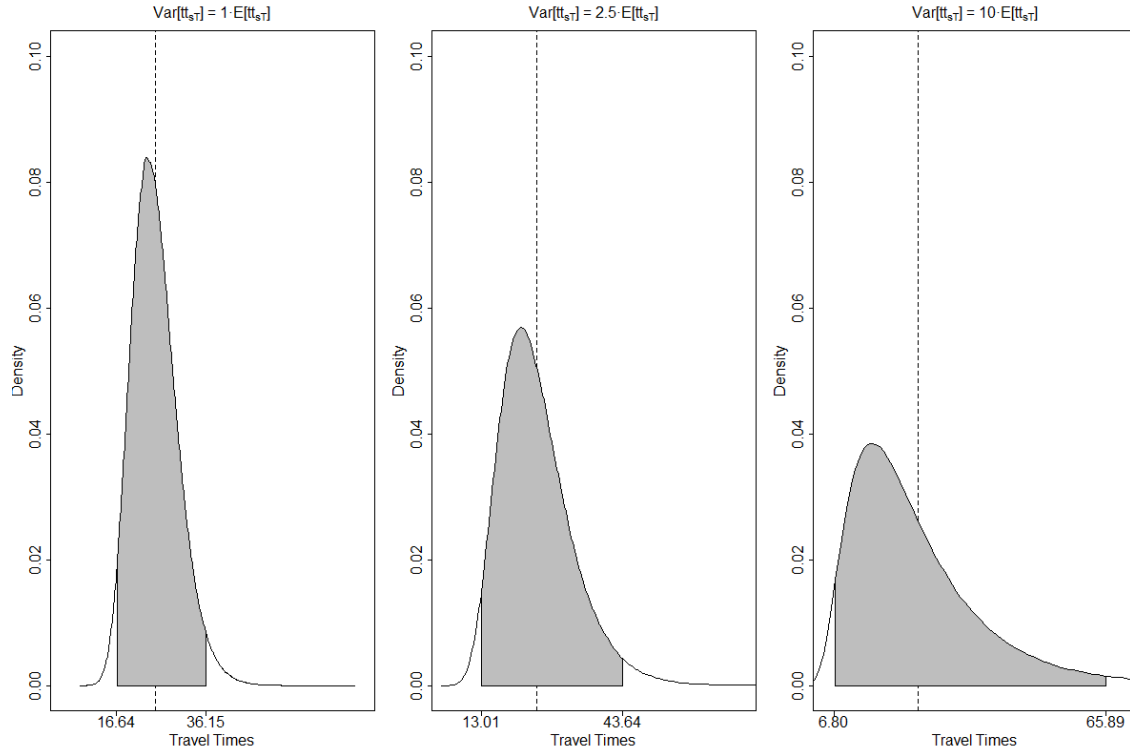 Var[tt_sT] = 1·E[tt_sT]
Density
0.10
0.08
0.06
0.04
0.02
0.00
16.64
36.15
Travel Times
Var[tt_sT] = 2.5·E[tt_sT]
Density
0.10
0.08
0.06
0.04
0.02
0.00
13.01
43.64
Travel Times
Var[tt_sT] = 10·E[tt_sT]
Density
0.10
0.08
0.06
0.04
0.02
0.00
6.80
65.89
Travel Times